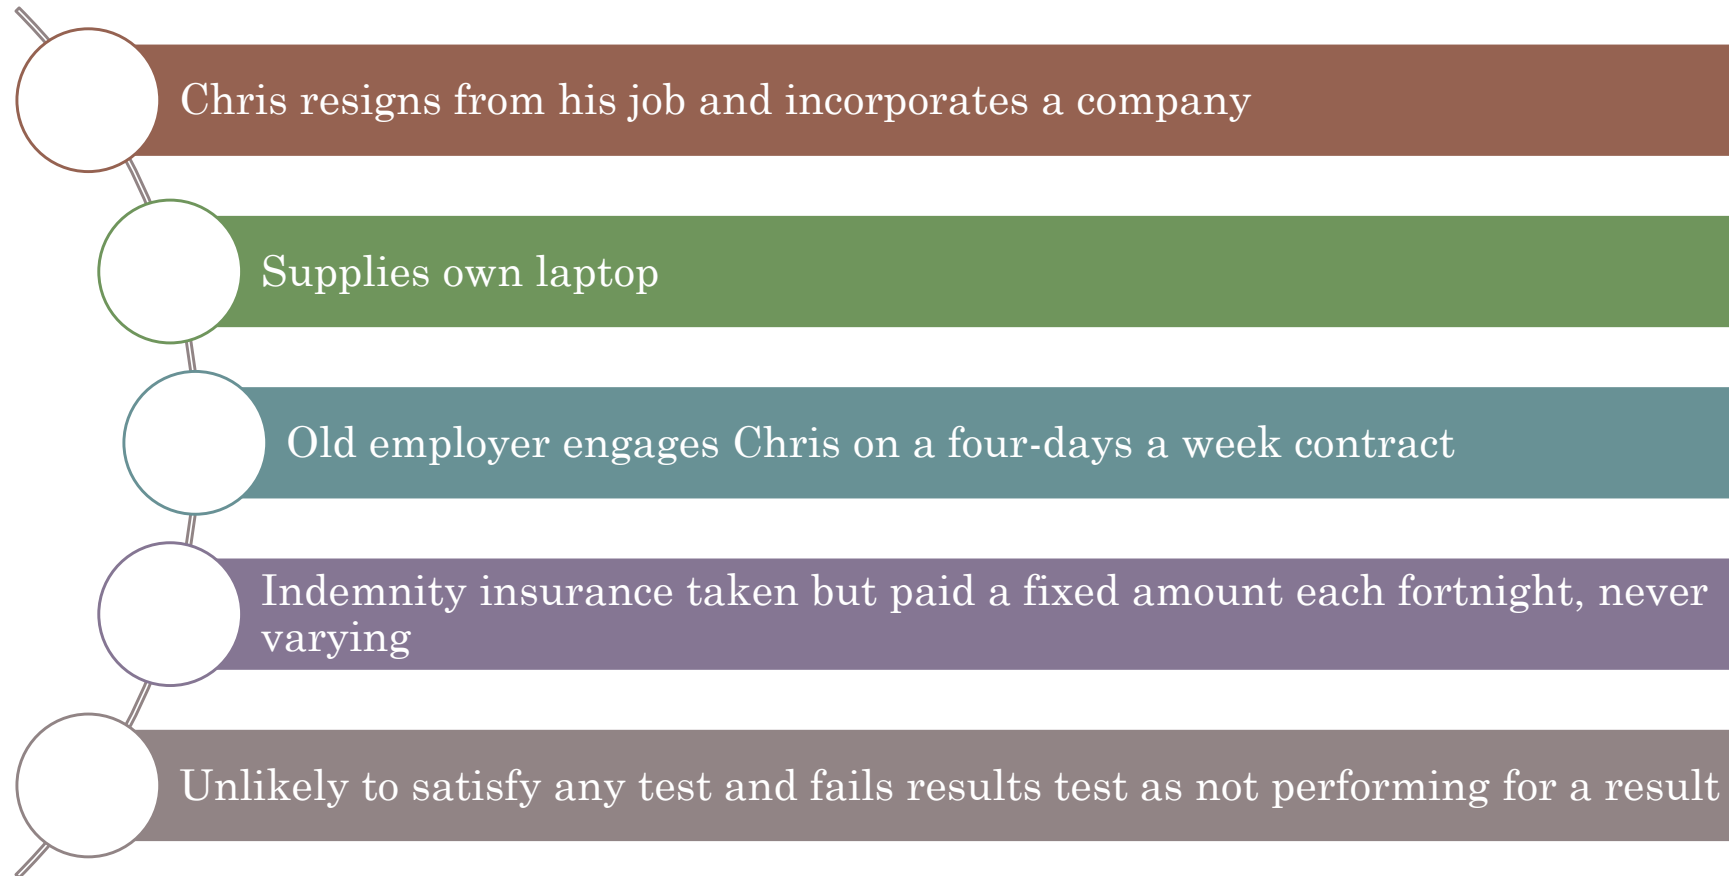 Chris resigns from his job and incorporates a company
Supplies own laptop
Old employer engages Chris on a four-days a week contract
Indemnity insurance taken but paid a fixed amount each fortnight, never
varying
Unlikely to satisfy any test and fails results test as not performing for a result